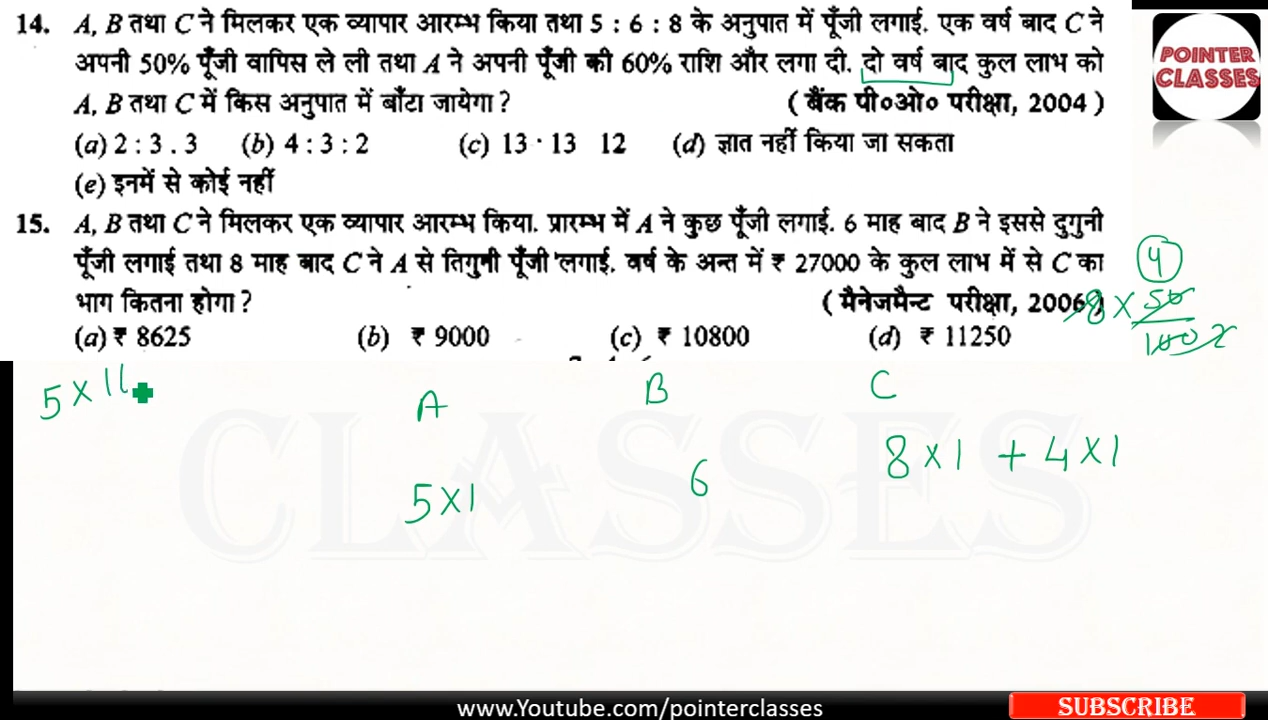 14. A, B तथा C ने मिलकर एक व्यापार आरम्भ किया तथा 5 : 6 : 8 के अनुपात में पूँजी लगाई. एक वर्ष बाद C ने
अपनी 50% पूँजी वापिस ले ली तथा A ने अपनी पूँजी की 60% राशि और लगा दी. दो वर्ष बाद कुल लाभ को
A, B तथा C में किस अनुपात में बाँटा जायेगा ? ( बैंक पी०ओ० परीक्षा, 2004 )
(a) 2 : 3 . 3 (b) 4 : 3 : 2 (c) 13 · 13 12 (d) ज्ञात नहीं किया जा सकता
(e) इनमें से कोई नहीं
15. A, B तथा C ने मिलकर एक व्यापार आरम्भ किया. प्रारम्भ में A ने कुछ पूँजी लगाई. 6 माह बाद B ने इससे दुगुनी
पूँजी लगाई तथा 8 माह बाद C ने A से तिगुनी पूँजी लगाई. वर्ष के अन्त में ₹ 27000 के कुल लाभ में से C का
भाग कितना होगा ? ( मैनेजमैन्ट परीक्षा, 2006 )
(a) ₹ 8625 (b) ₹ 9000 (c) ₹ 10800 (d) ₹ 11250
POINTER
CLASSES
4
8 × 50
100 2
5 × 11
A B C
5 × 1 6 8 × 1 + 4 × 1
CLASSES
www.Youtube.com/pointerclasses
SUBSCRIBE